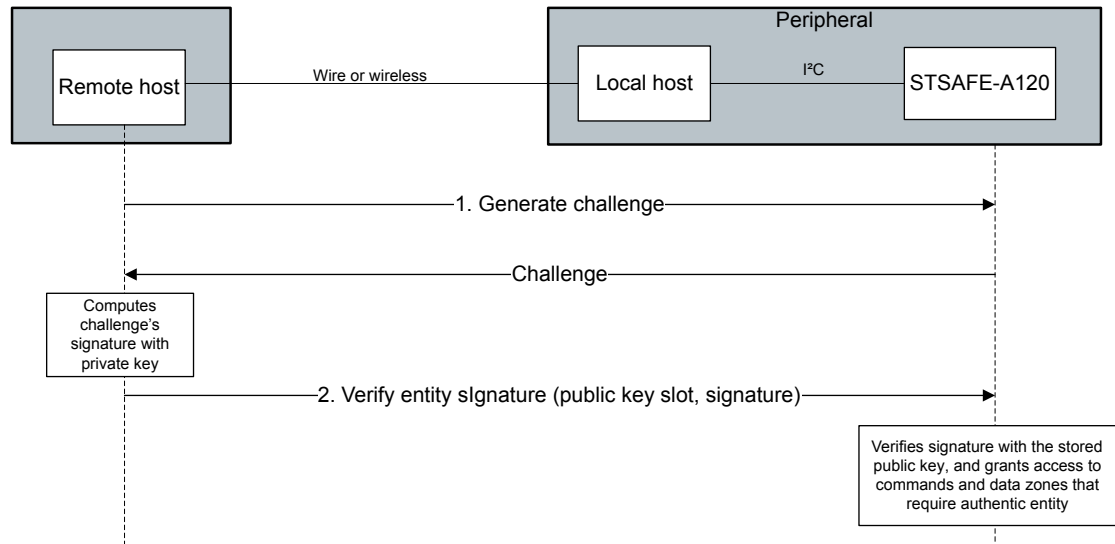 Peripheral
Remote host
Wire or wireless
Local host
I²C
STSAFE-A120
1. Generate challenge
Challenge
Computes
challenge's
signature with
private key
2. Verify entity sIgnature (public key slot, signature)
Verifies signature with the stored
public key, and grants access to
commands and data zones that
require authentic entity